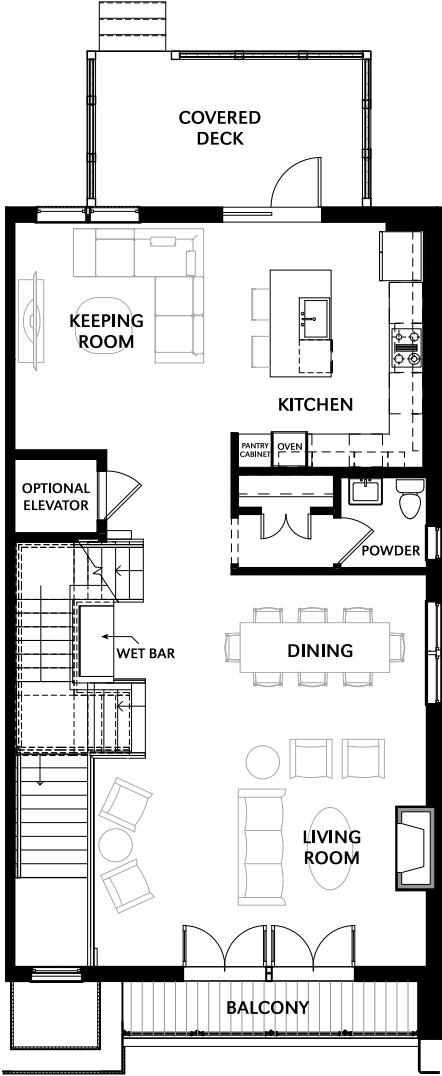 COVERED
DECK
KEEPING
ROOM
KITCHEN
PANTRY
CABINET
OVEN
OPTIONAL
ELEVATOR
POWDER
WET BAR
DINING
LIVING
ROOM
BALCONY